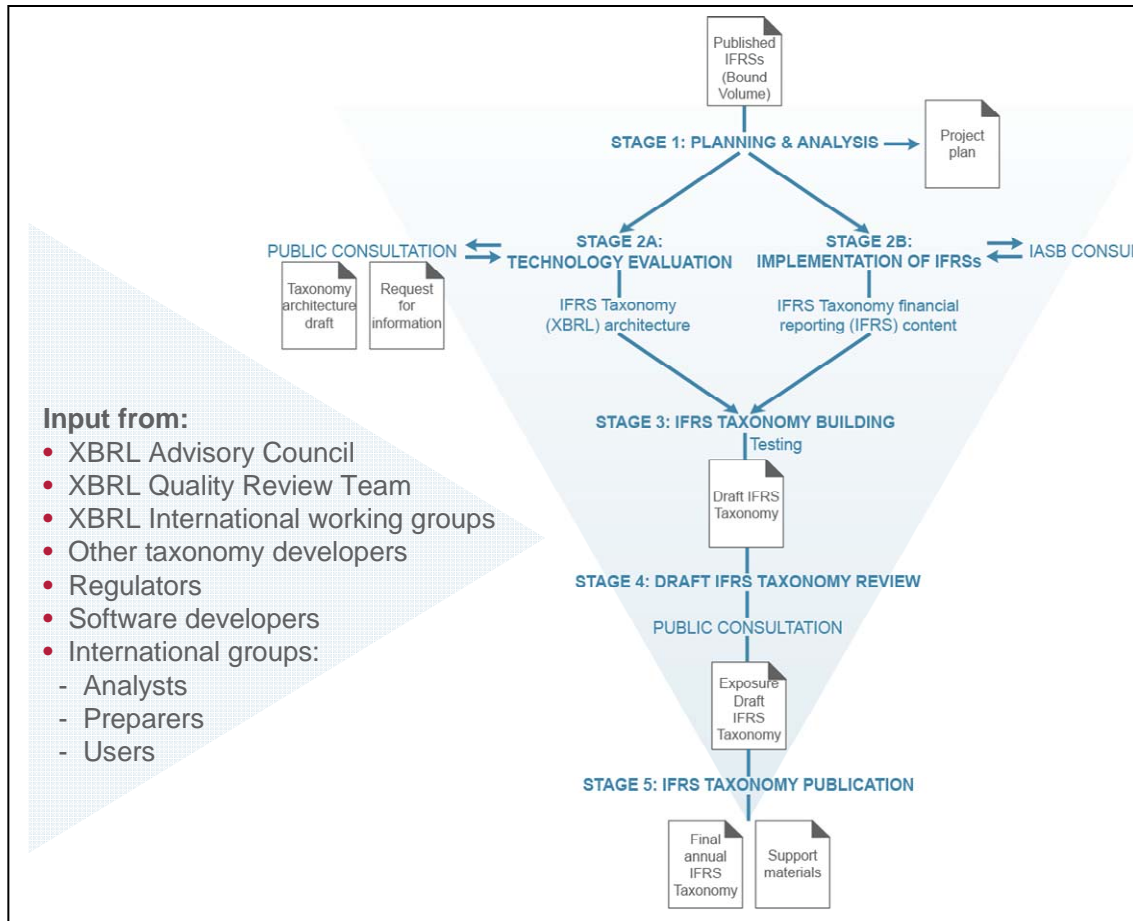 Published
IFRSs
(Bound
Volume)
STAGE 1: PLANNING & ANALYSIS
Project
plan
PUBLIC CONSULTATION
STAGE 2A:
TECHNOLOGY EVALUATION
STAGE 2B:
IMPLEMENTATION OF IFRSs
IASB CONSUL
Taxonomy
architecture
draft
Request
for
information
IFRS Taxonomy
(XBRL) architecture
IFRS Taxonomy financial
reporting (IFRS) content
Input from:
• XBRL Advisory Council
• XBRL Quality Review Team
• XBRL International working groups
• Other taxonomy developers
• Regulators
• Software developers
• International groups:
- Analysts
- Preparers
- Users
STAGE 3: IFRS TAXONOMY BUILDING
Testing
Draft IFRS
Taxonomy
STAGE 4: DRAFT IFRS TAXONOMY REVIEW
PUBLIC CONSULTATION
Exposure
Draft
IFRS
Taxonomy
STAGE 5: IFRS TAXONOMY PUBLICATION
Final
annual
IFRS
Taxonomy
Support
materials